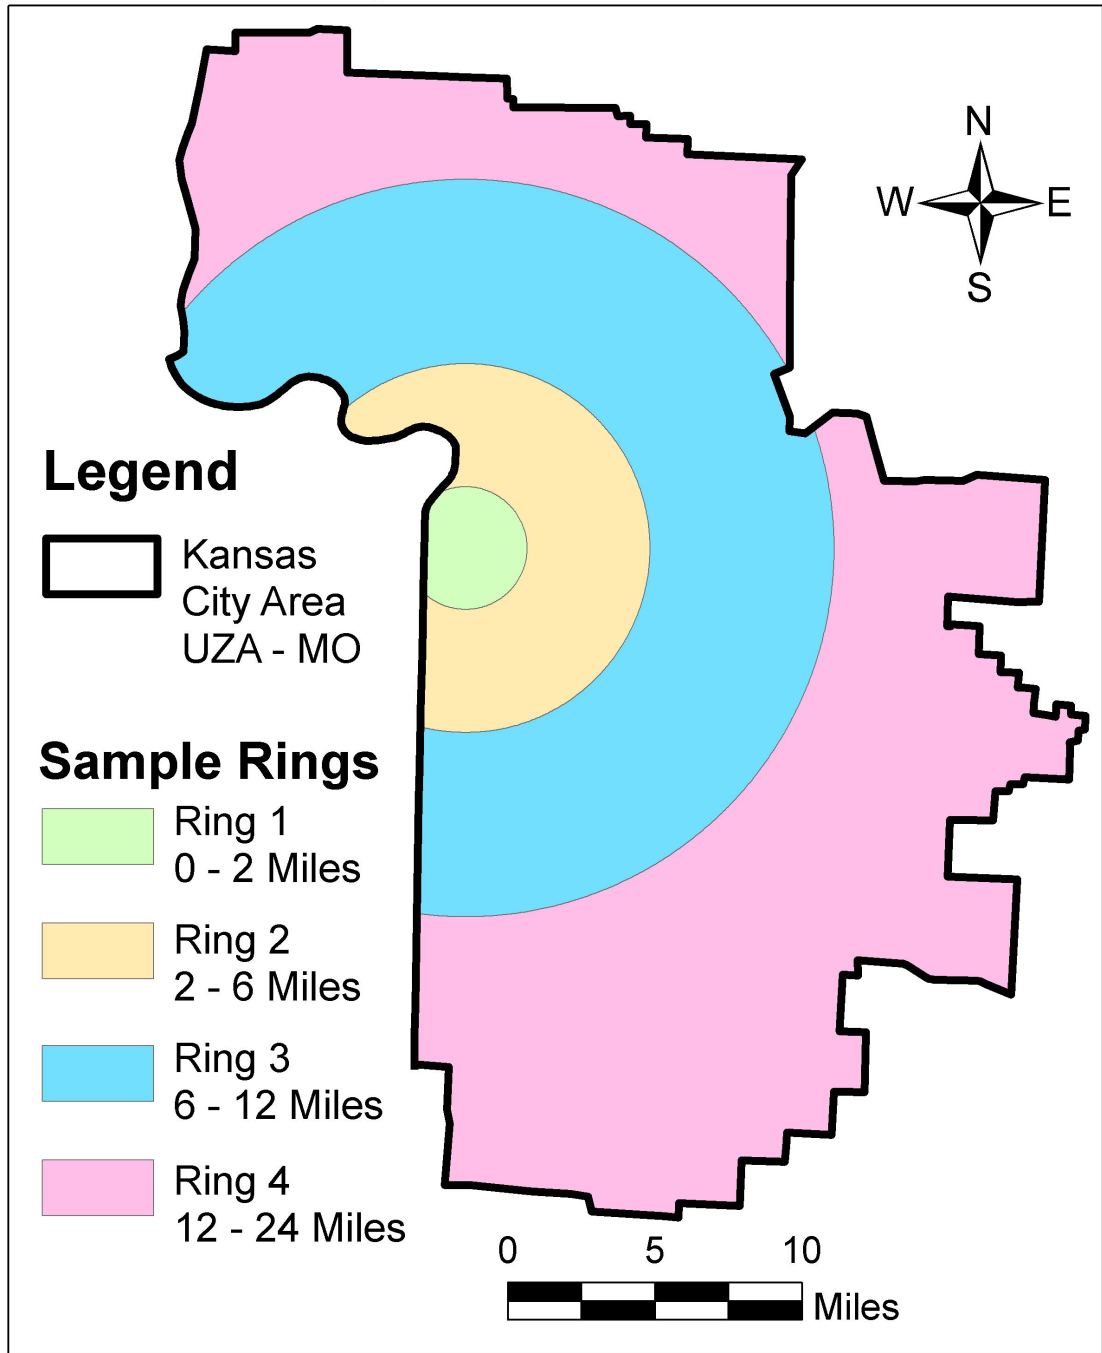 N
W E
S
Legend
Kansas
City Area
UZA - MO
Sample Rings
Ring 1
0 - 2 Miles
Ring 2
2 - 6 Miles
Ring 3
6 - 12 Miles
Ring 4
12 - 24 Miles
0 5 10
Miles